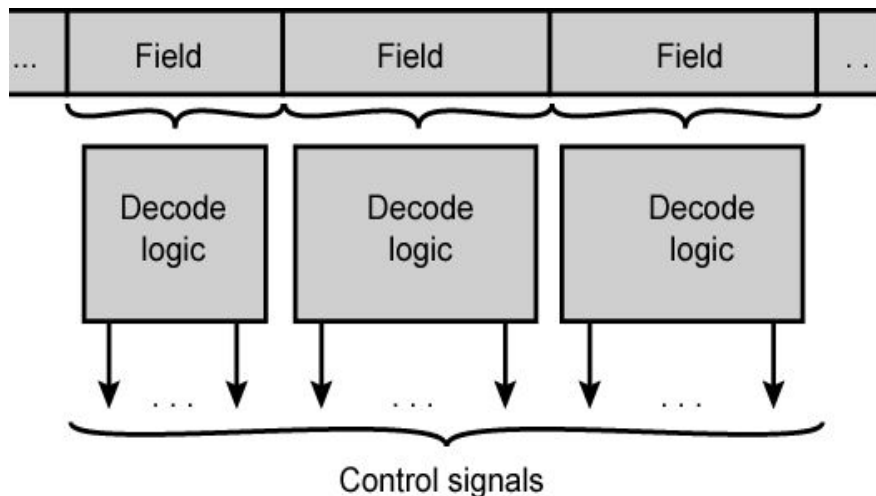 ... Field Field Field . .
Decode logic Decode logic Decode logic
. . . . . . . . .
Control signals